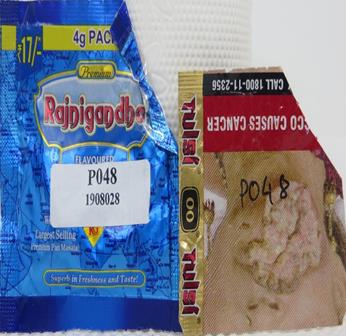 ₹17/-
4g PAC
Premium
Rajnigandha
FLAVOURED
P048
1908028
Largest Selling
Premium Pan Masala
Superb in Freshness and Taste!
Tulsi
00
Tulsi
CALL 1800-11-2356
CO CAUSES CANCER
P048